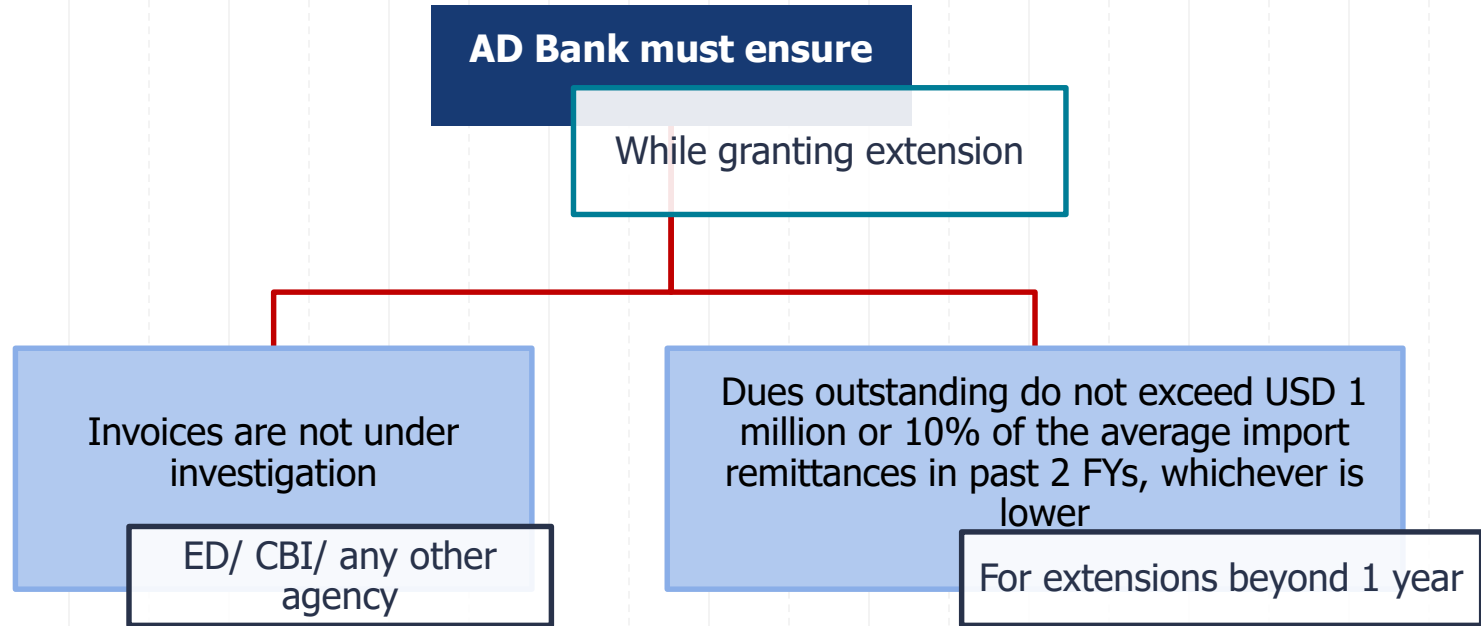 AD Bank must ensure
While granting extension
Invoices are not under
investigation
ED/ CBI/ any other
agency
Dues outstanding do not exceed USD 1
million or 10% of the average import
remittances in past 2 FYs, whichever is
lower
For extensions beyond 1 year